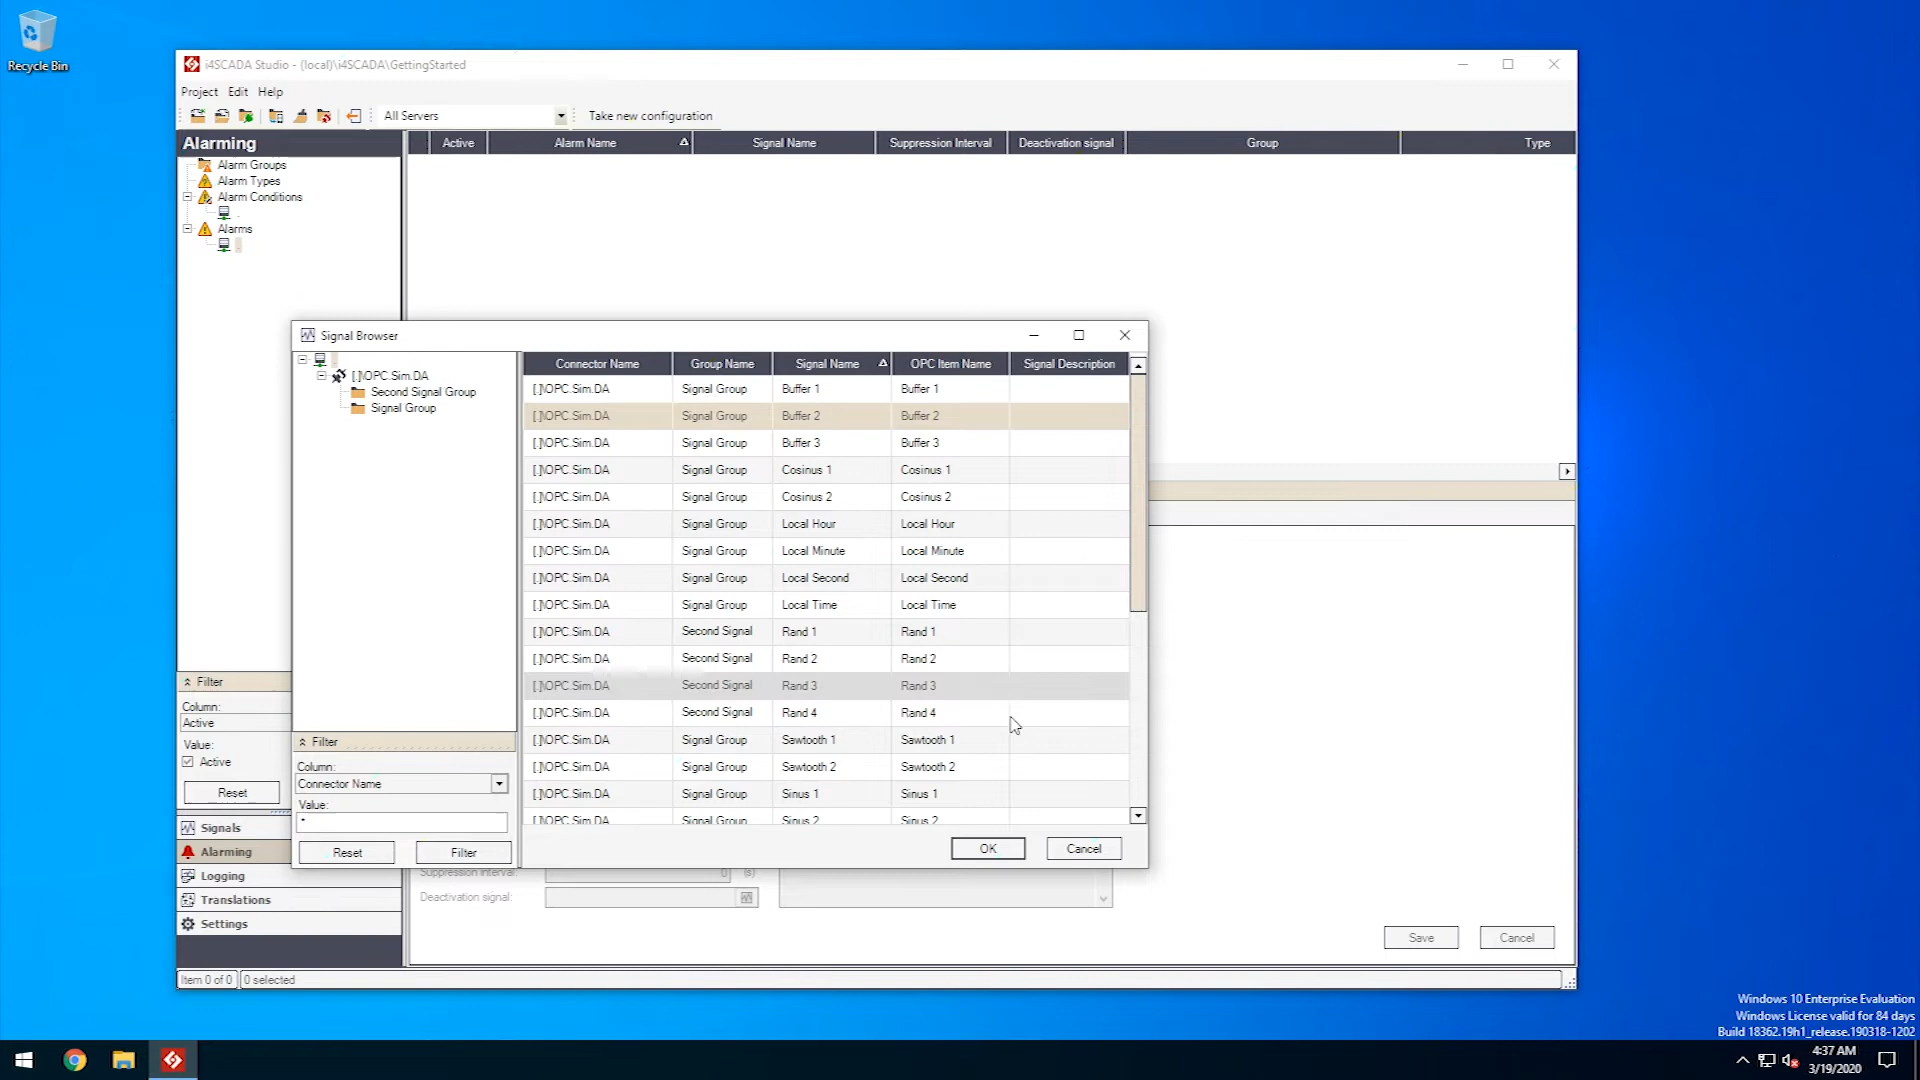 Recycle Bin
i4SCADA Studio - (local)\i4SCADA\GettingStarted
Project Edit Help
All Servers
Take new configuration
Alarming
Alarm Groups
Alarm Types
Alarm Conditions
.
Alarms
.
Active Alarm Name Signal Name Suppression Interval Deactivation signal Group Type
Signal Browser
[.]\OPC.Sim.DA
Second Signal Group
Signal Group
Connector Name Group Name Signal Name OPC Item Name Signal Description
[.]\OPC.Sim.DA Signal Group Buffer 1 Buffer 1
[.]\OPC.Sim.DA Signal Group Buffer 2 Buffer 2
[.]\OPC.Sim.DA Signal Group Buffer 3 Buffer 3
[.]\OPC.Sim.DA Signal Group Cosinus 1 Cosinus 1
[.]\OPC.Sim.DA Signal Group Cosinus 2 Cosinus 2
[.]\OPC.Sim.DA Signal Group Local Hour Local Hour
[.]\OPC.Sim.DA Signal Group Local Minute Local Minute
[.]\OPC.Sim.DA Signal Group Local Second Local Second
[.]\OPC.Sim.DA Signal Group Local Time Local Time
[.]\OPC.Sim.DA Second Signal Rand 1 Rand 1
[.]\OPC.Sim.DA Second Signal Rand 2 Rand 2
[.]\OPC.Sim.DA Second Signal Rand 3 Rand 3
[.]\OPC.Sim.DA Second Signal Rand 4 Rand 4
[.]\OPC.Sim.DA Signal Group Sawtooth 1 Sawtooth 1
[.]\OPC.Sim.DA Signal Group Sawtooth 2 Sawtooth 2
[.]\OPC.Sim.DA Signal Group Sinus 1 Sinus 1
[.]\OPC.Sim.DA Signal Group Sinus 2 Sinus 2
Filter
Column:
Connector Name
Value:
*
Reset Filter
OK Cancel
Filter
Column:
Active
Value:
Active
Reset
Signals
Alarming
Logging
Translations
Settings
Suppression interval: 0 (s)
Deactivation signal:
Save Cancel
Item 0 of 0 0 selected
Windows 10 Enterprise Evaluation
Windows License valid for 84 days
Build 18362.19h1_release.190318-1202
4:37 AM
3/19/2020